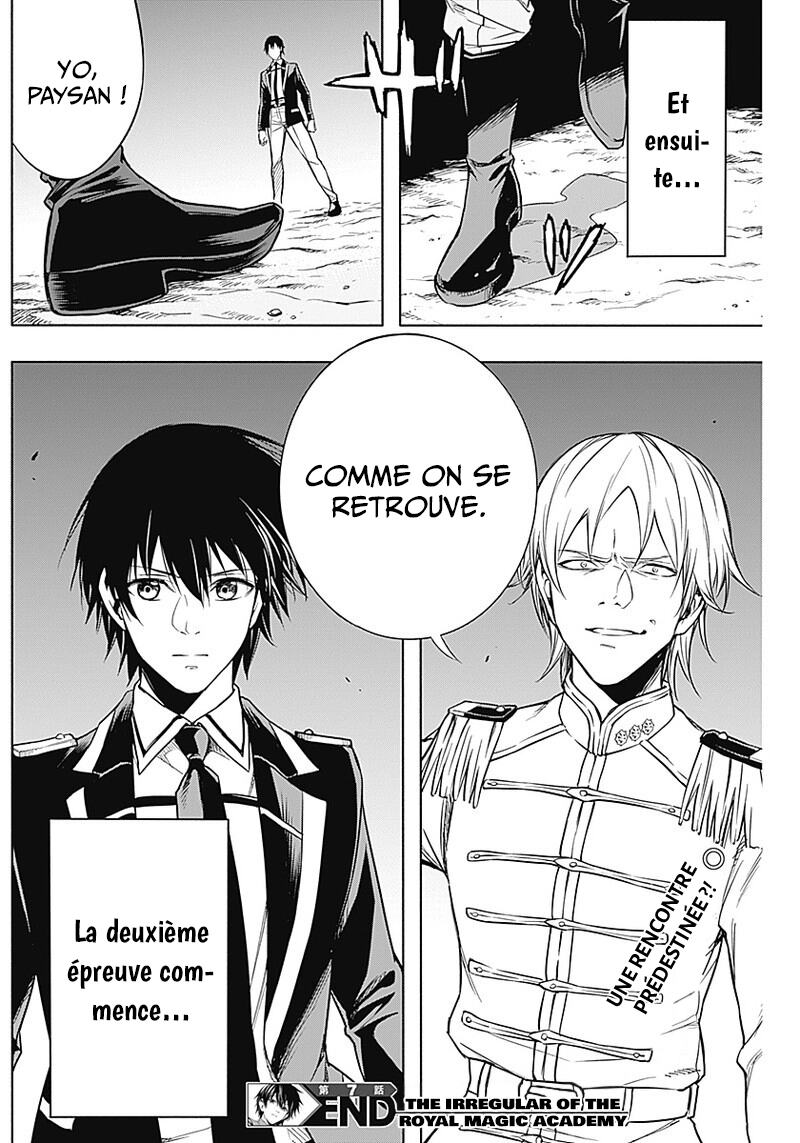 Et
ensui-
te...
YO,
PAYSAN !
COMME ON SE
RETROUVE.
La deuxième
épreuve com-
mence...
UNE RENCONTRE
PRÉDESTINÉE ?!
第7話
END
THE IRREGULAR OF THE
ROYAL MAGIC ACADEMY